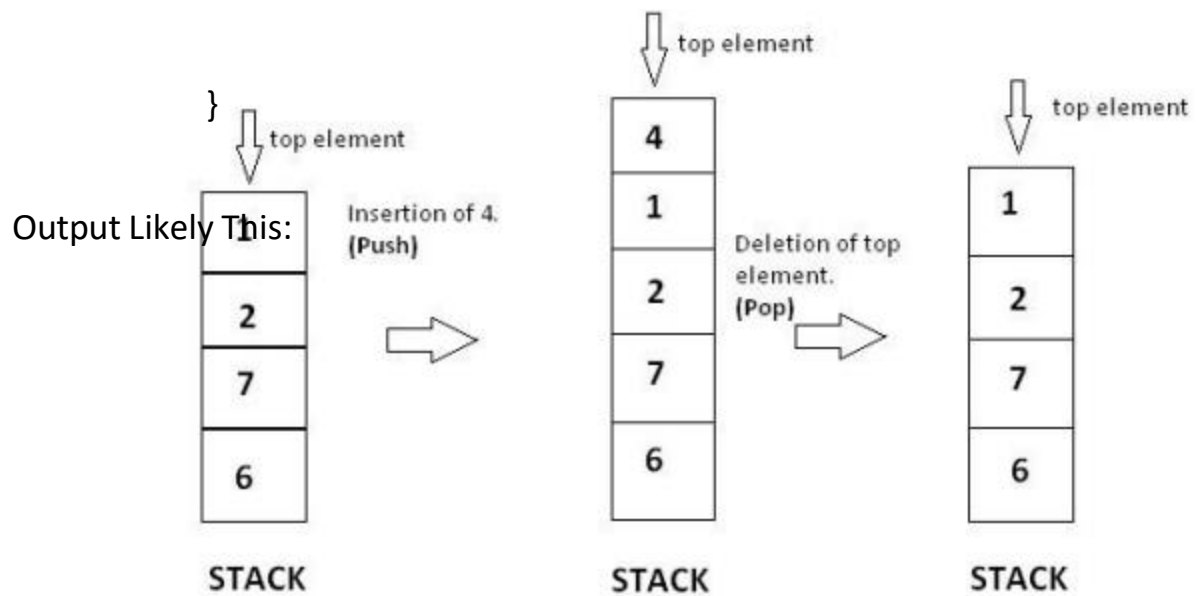 }
top element
Output Likely This:
1
2
7
6
STACK
Insertion of 4.
(Push)
top element
4
1
2
7
6
STACK
Deletion of top
element.
(Pop)
top element
1
2
7
6
STACK